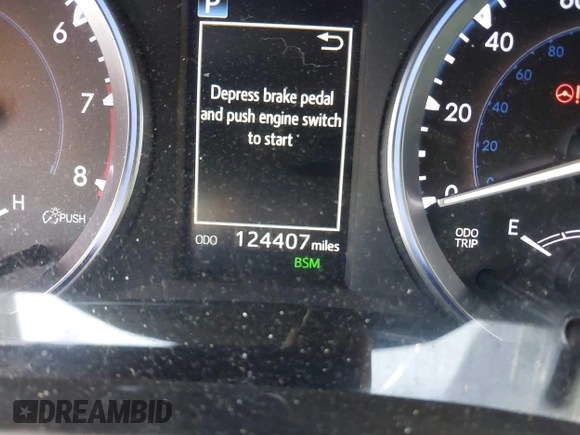 P
Depress brake pedal
and push engine switch
to start
ODO 124407 miles
BSM
6
7
8
H
PUSH
60
40
20
0
80
40
20
0
ODO
TRIP
E
DREAMBID